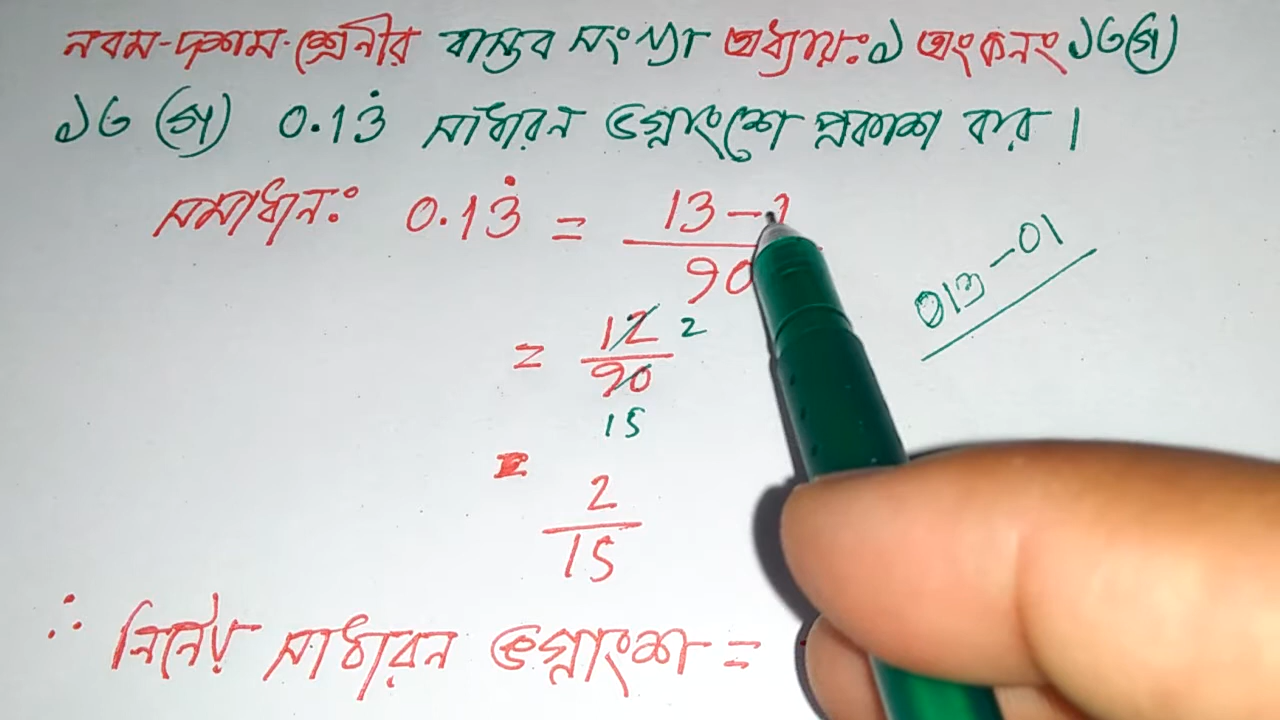 নবম-দশম-শ্রেনীর বাস্তব সংখ্যা অধ্যায়ঃ১ অংকনং ১৩(গ)
১৩ (গ) 0.13̇ সাধারন ভগ্নাংশে প্রকাশ কর ।
সমাধানঃ 0.13̇ = 13-1/90
013-01
= 12/90 2
15
= 2/15
∴ নির্নেয় সাধারন ভগ্নাংশ =